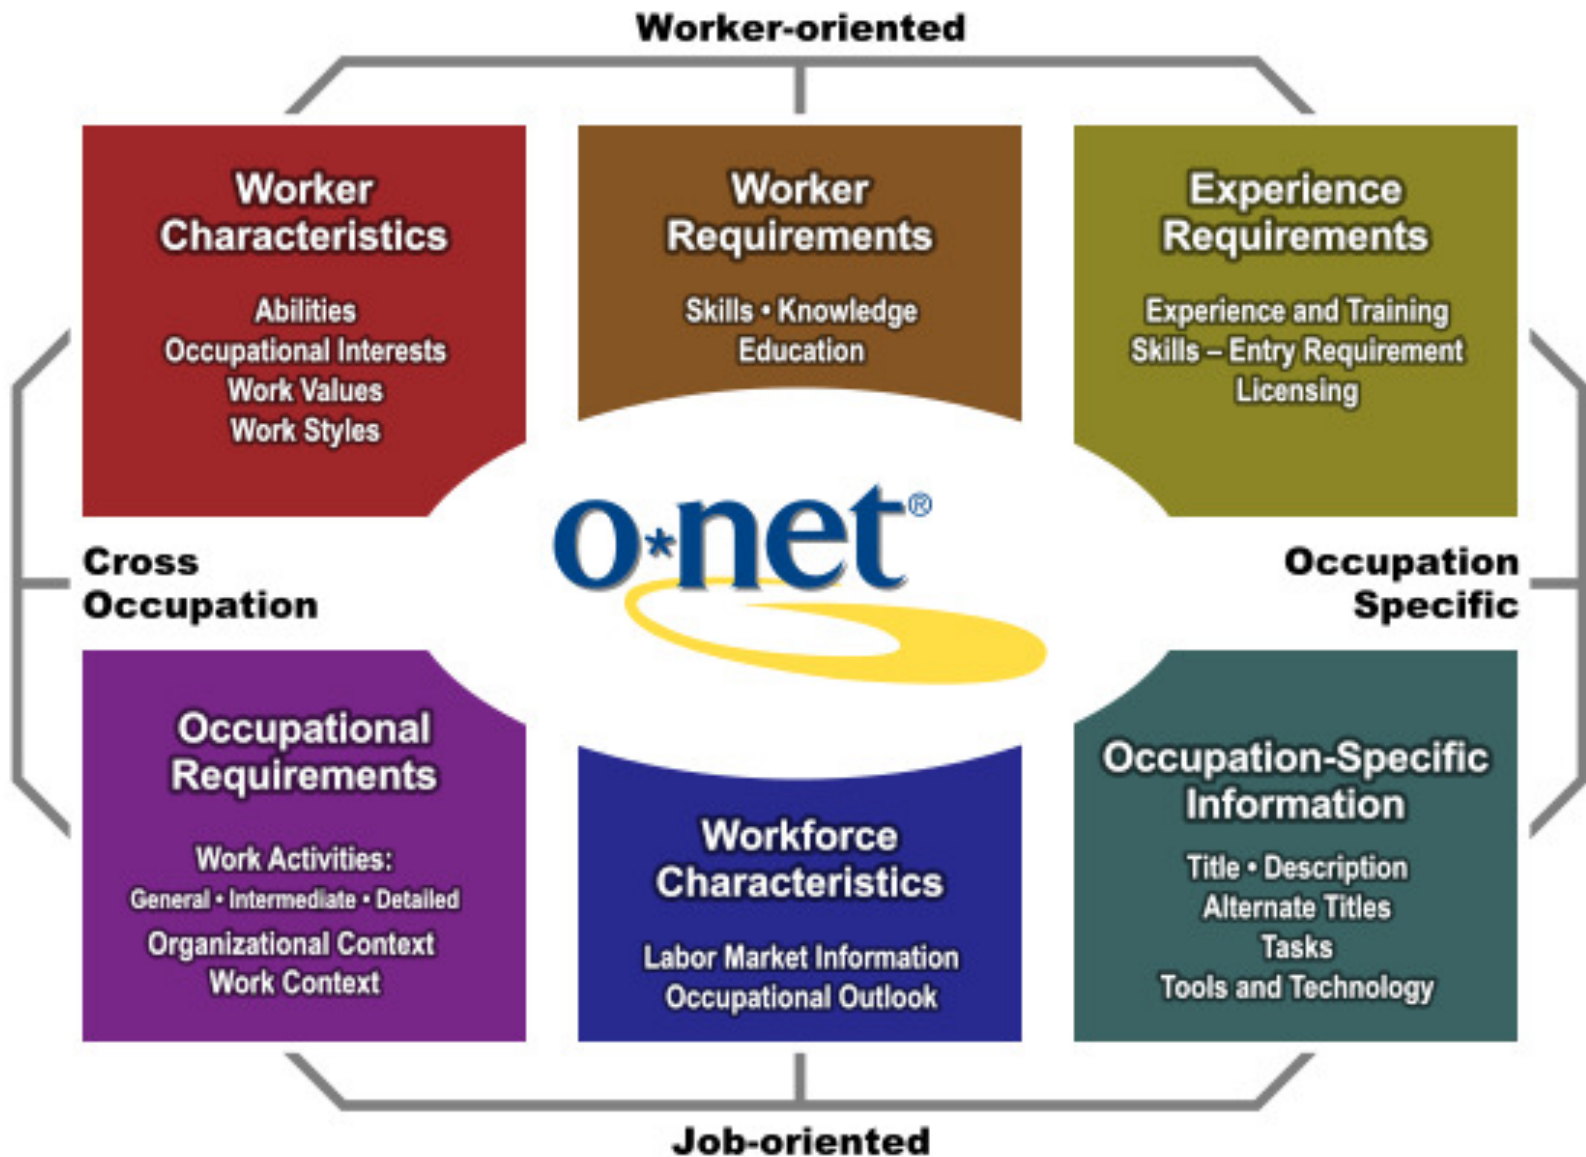 Worker-oriented
Worker
Characteristics
Abilities
Occupational Interests
Work Values
Work Styles
Worker
Requirements
Skills • Knowledge
Education
Experience
Requirements
Experience and Training
Skills – Entry Requirement
Licensing
Cross
Occupation
o*net®
Occupation
Specific
Occupational
Requirements
Work Activities:
General • Intermediate • Detailed
Organizational Context
Work Context
Workforce
Characteristics
Labor Market Information
Occupational Outlook
Occupation-Specific
Information
Title • Description
Alternate Titles
Tasks
Tools and Technology
Job-oriented